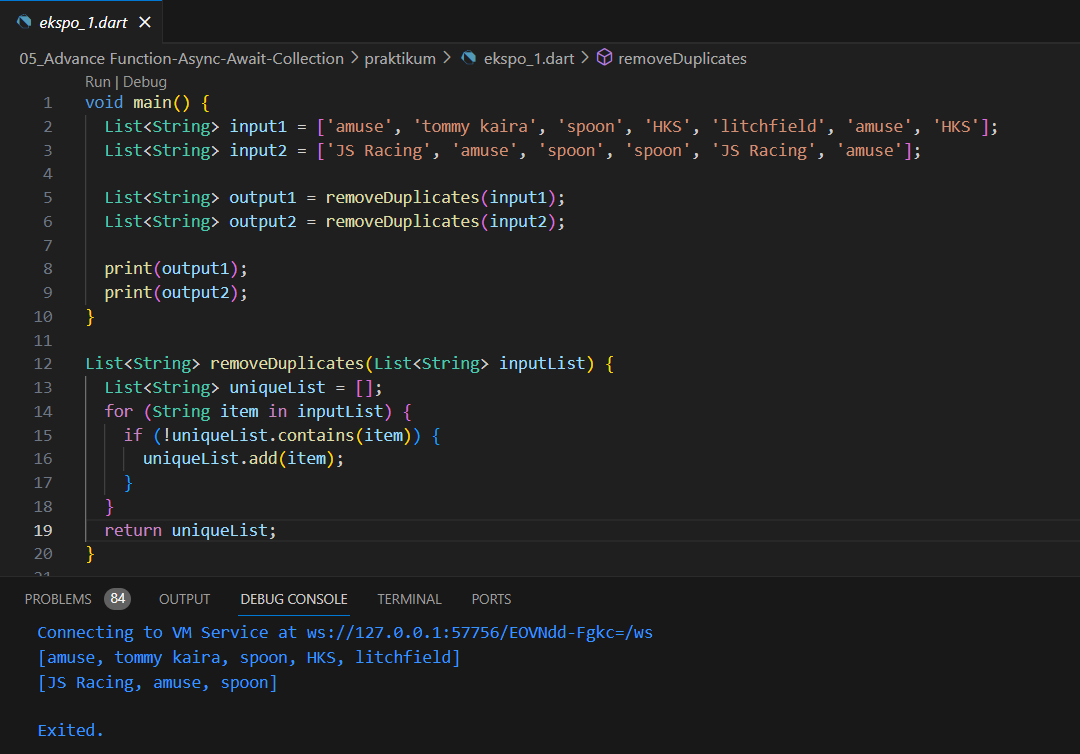 ekspo_1.dart
05_Advance Function-Async-Await-Collection > praktikum > ekspo_1.dart > removeDuplicates
Run | Debug
1 void main() {
2 List<String> input1 = ['amuse', 'tommy kaira', 'spoon', 'HKS', 'litchfield', 'amuse', 'HKS'];
3 List<String> input2 = ['JS Racing', 'amuse', 'spoon', 'spoon', 'JS Racing', 'amuse'];
4
5 List<String> output1 = removeDuplicates(input1);
6 List<String> output2 = removeDuplicates(input2);
7
8 print(output1);
9 print(output2);
10 }
11
12 List<String> removeDuplicates(List<String> inputList) {
13 List<String> uniqueList = [];
14 for (String item in inputList) {
15 if (!uniqueList.contains(item)) {
16 uniqueList.add(item);
17 }
18 }
19 return uniqueList;
20 }
21
PROBLEMS 84 OUTPUT DEBUG CONSOLE TERMINAL PORTS
Connecting to VM Service at ws://127.0.0.1:57756/EOVNdd-Fgkc=/ws
[amuse, tommy kaira, spoon, HKS, litchfield]
[JS Racing, amuse, spoon]
Exited.